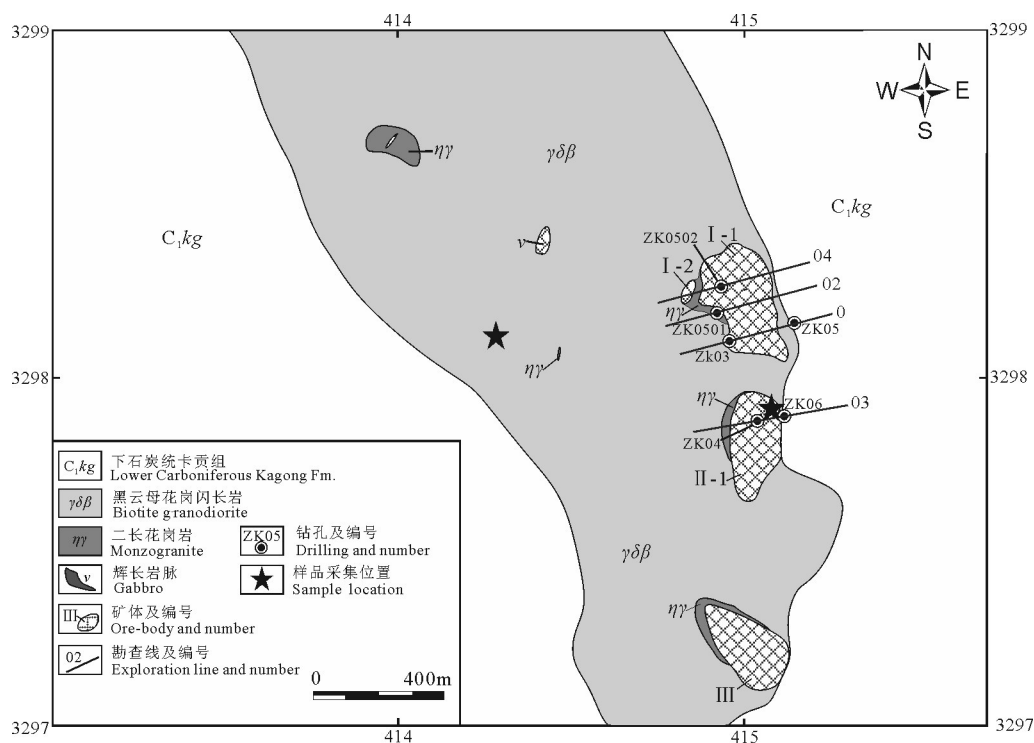 414
415
3299
3299
N
W
E
S
ηγ
γδβ
C₁kg
C₁kg
ZK0502
I-1
04
ν
I-2
02
ηγ
0
ZK0501
ZK05
Zk03
ηγ
3298
3298
ηγ
ZK06
03
ZK04
II-1
C₁kg
下石炭统卡贡组
Lower Carboniferous Kagong Fm.
γδβ
黑云母花岗闪长岩
Biotite granodiorite
γδβ
ηγ
二长花岗岩
Monzogranite
ZK05
钻孔及编号
Drilling and number
ν
辉长岩脉
Gabbro
样品采集位置
Sample location
ηγ
III
矿体及编号
Ore-body and number
02
勘查线及编号
Exploration line and number
0
400m
III
3297
3297
414
415